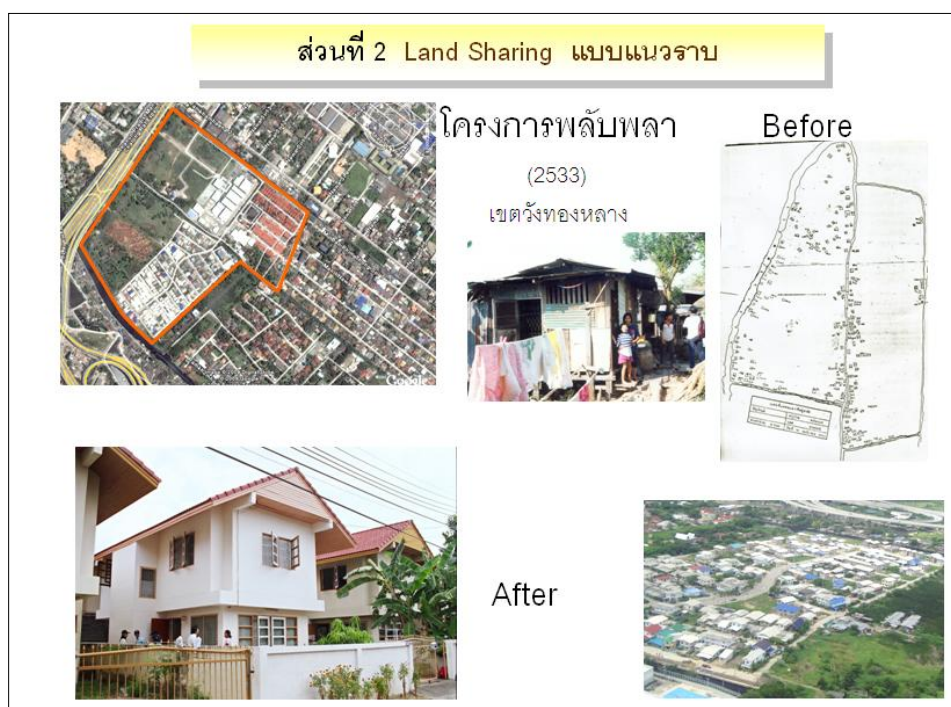 ส่วนที่ 2 Land Sharing แบบแนวราบ
โครงการพลับพลา
(2533)
เขตวังทองหลาง
Before
After
Google